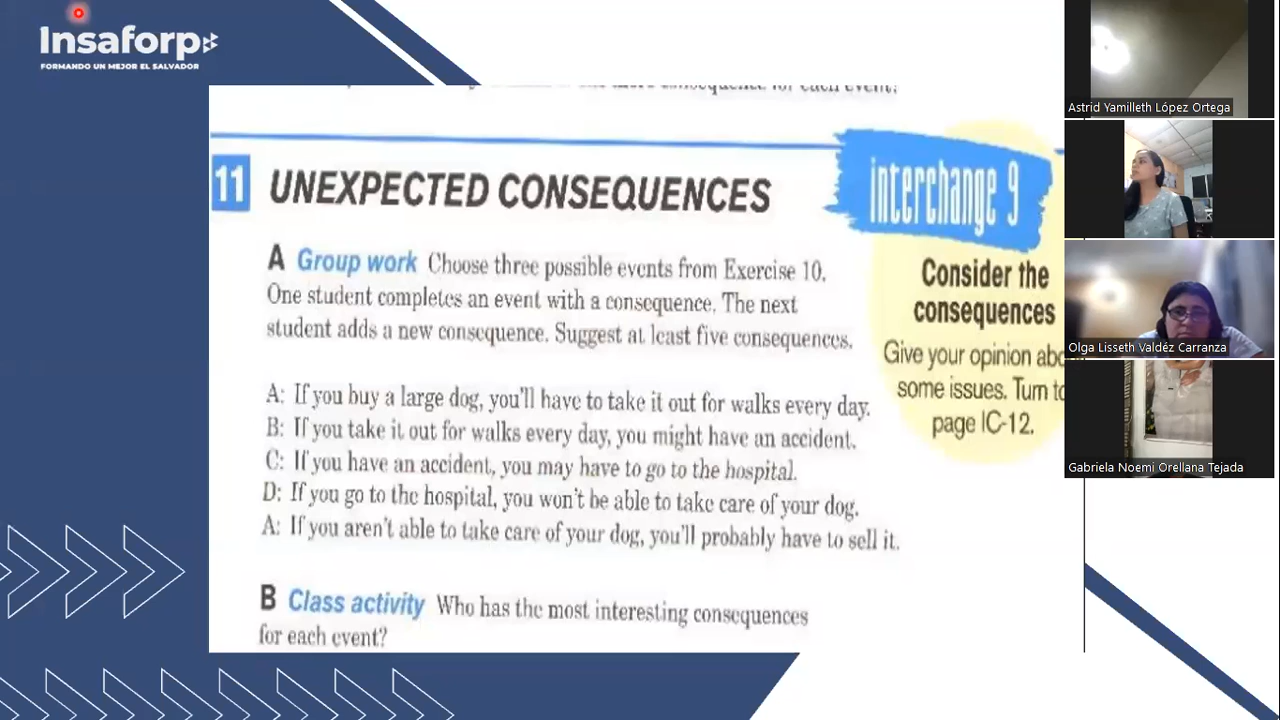 Insaforp
FORMANDO UN MEJOR EL SALVADOR
consequence for each event?
11 UNEXPECTED CONSEQUENCES
A Group work Choose three possible events from Exercise 10.
One student completes an event with a consequence. The next
student adds a new consequence. Suggest at least five consequences.
A: If you buy a large dog, you'll have to take it out for walks every day.
B: If you take it out for walks every day, you might have an accident.
C: If you have an accident, you may have to go to the hospital.
D: If you go to the hospital, you won't be able to take care of your dog.
A: If you aren't able to take care of your dog, you'll probably have to sell it.
B Class activity Who has the most interesting consequences
for each event?
interchange 9
Consider the
consequences
Give your opinion abo
some issues. Turn to
page IC-12.
Astrid Yamilleth López Ortega
Olga Lisseth Valdéz Carranza
Gabriela Noemi Orellana Tejada